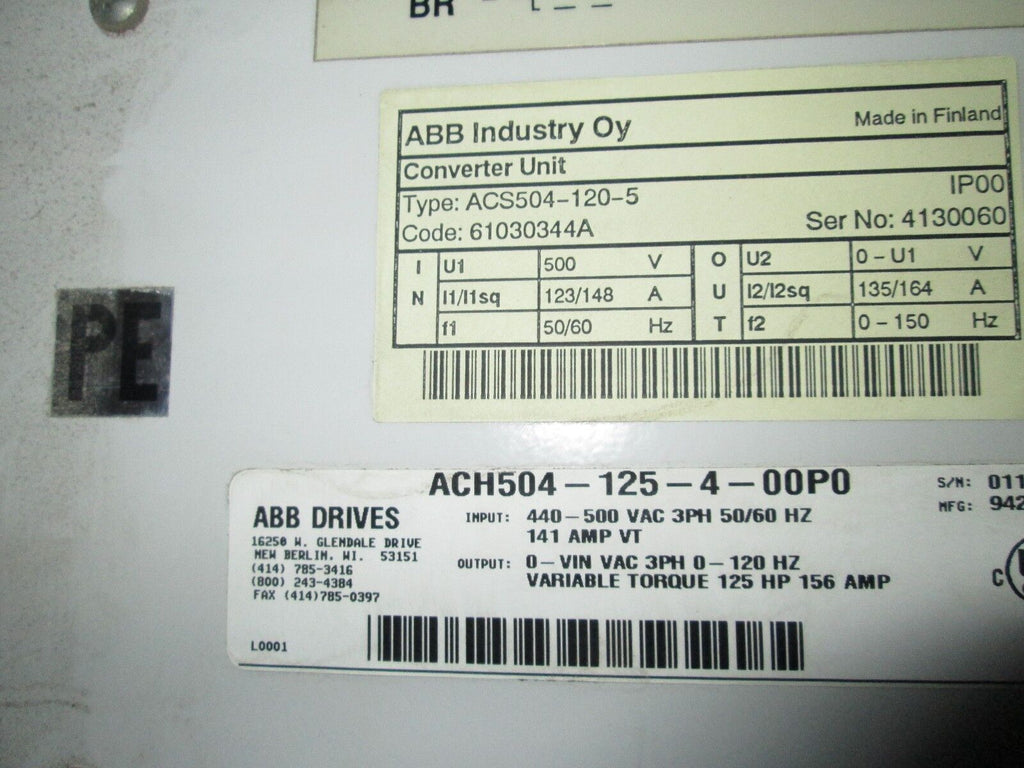 BR -
ABB Industry Oy Made in Finland
Converter Unit
Type: ACS504-120-5 IP00
Code: 61030344A Ser No: 4130060
I U1 500 V O U2 0 - U1 V
N I1/I1sq 123/148 A U I2/I2sq 135/164 A
f1 50/60 Hz T f2 0 - 150 Hz
PE
ACH504 - 125 - 4 - 00P0 S/N: 011
ABB DRIVES INPUT: 440 - 500 VAC 3PH 50/60 HZ MFG: 942
141 AMP VT
16250 W. GLENDALE DRIVE
NEW BERLIN. WI. 53151
(414) 785-3416
(800) 243-4384
FAX (414)785-0397
OUTPUT: 0 - VIN VAC 3PH 0 - 120 HZ
VARIABLE TORQUE 125 HP 156 AMP
C
L0001